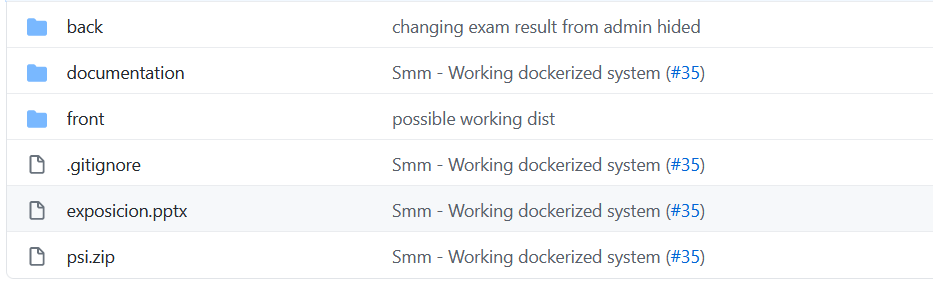 back changing exam result from admin hided
documentation Smm - Working dockerized system (#35)
front possible working dist
.gitignore Smm - Working dockerized system (#35)
exposicion.pptx Smm - Working dockerized system (#35)
psi.zip Smm - Working dockerized system (#35)